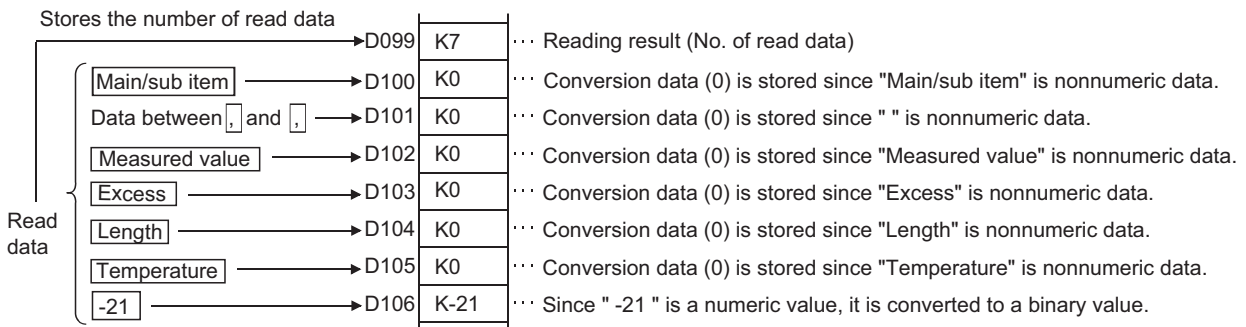 Stores the number of read data
D099 K7 ··· Reading result (No. of read data)
Main/sub item D100 K0 ··· Conversion data (0) is stored since "Main/sub item" is nonnumeric data.
Data between , and , D101 K0 ··· Conversion data (0) is stored since " " is nonnumeric data.
Measured value D102 K0 ··· Conversion data (0) is stored since "Measured value" is nonnumeric data.
Excess D103 K0 ··· Conversion data (0) is stored since "Excess" is nonnumeric data.
Read data
Length D104 K0 ··· Conversion data (0) is stored since "Length" is nonnumeric data.
Temperature D105 K0 ··· Conversion data (0) is stored since "Temperature" is nonnumeric data.
-21 D106 K-21 ··· Since " -21 " is a numeric value, it is converted to a binary value.